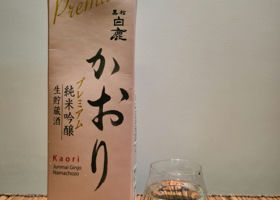 Premium
黒松
白鹿
かおり
プレミアム
純米吟醸
生貯蔵酒
Kaori
Junmai Ginjo
Namachozo